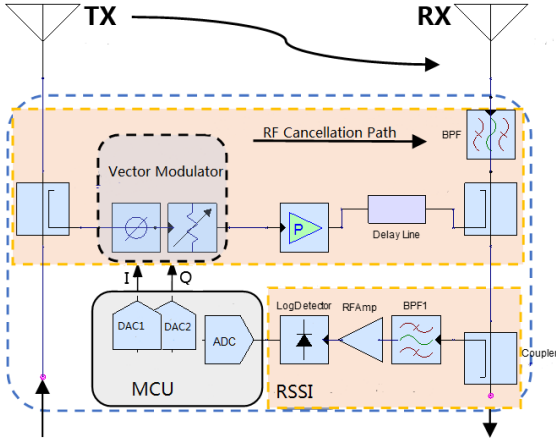 TX
RX
RF Cancellation Path
BPF
Vector Modulator
P
Delay Line
I
Q
LogDetector
RFAmp
BPF1
DAC1
DAC2
ADC
Coupler
MCU
RSSI